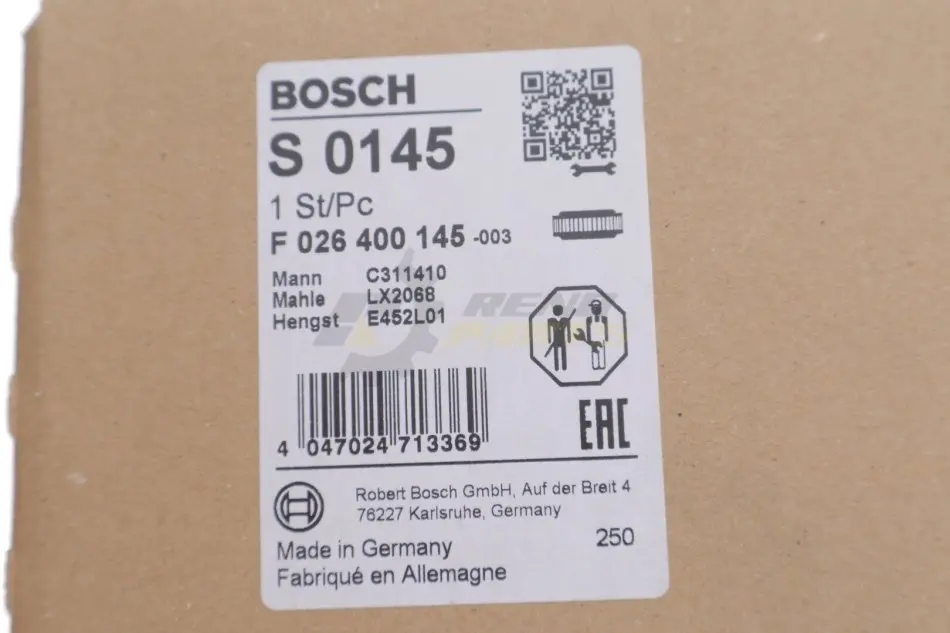 BOSCH
S 0145
1 St/Pc
F 026 400 145 -003
Mann C311410
Mahle LX2068
Hengst E452L01
4 047024 713369
EAC
Robert Bosch GmbH, Auf der Breit 4
76227 Karlsruhe, Germany
Made in Germany 250
Fabriqué en Allemagne